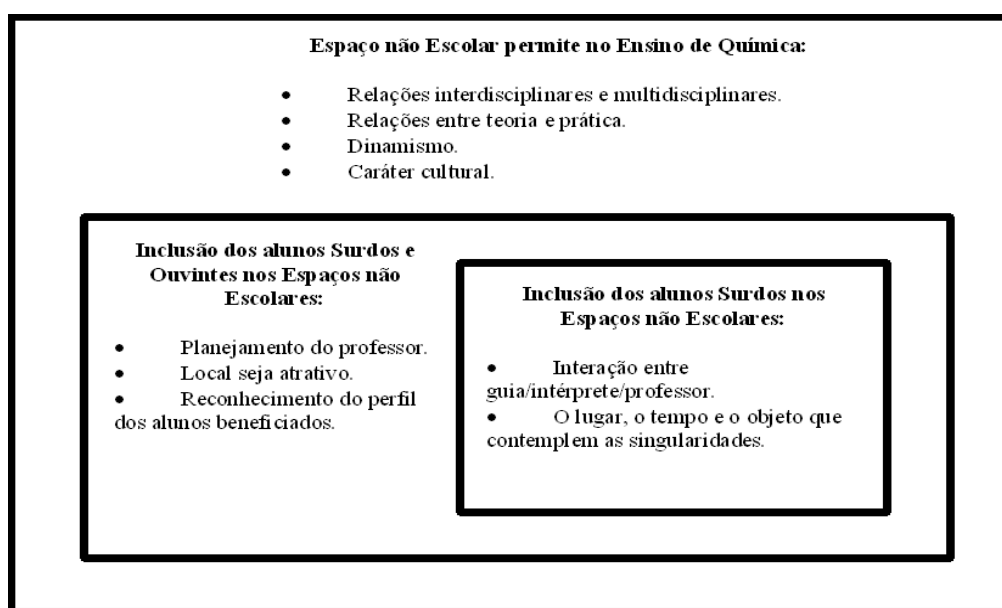 Espaço não Escolar permite no Ensino de Química:
• Relações interdisciplinares e multidisciplinares.
• Relações entre teoria e prática.
• Dinamismo.
• Caráter cultural.
Inclusão dos alunos Surdos e
Ouvintes nos Espaços não
Escolares:
• Planejamento do professor.
• Local seja atrativo.
• Reconhecimento do perfil
dos alunos beneficiados.
Inclusão dos alunos Surdos nos
Espaços não Escolares:
• Interação entre
guia/intérprete/professor.
• O lugar, o tempo e o objeto que
contemplem as singularidades.